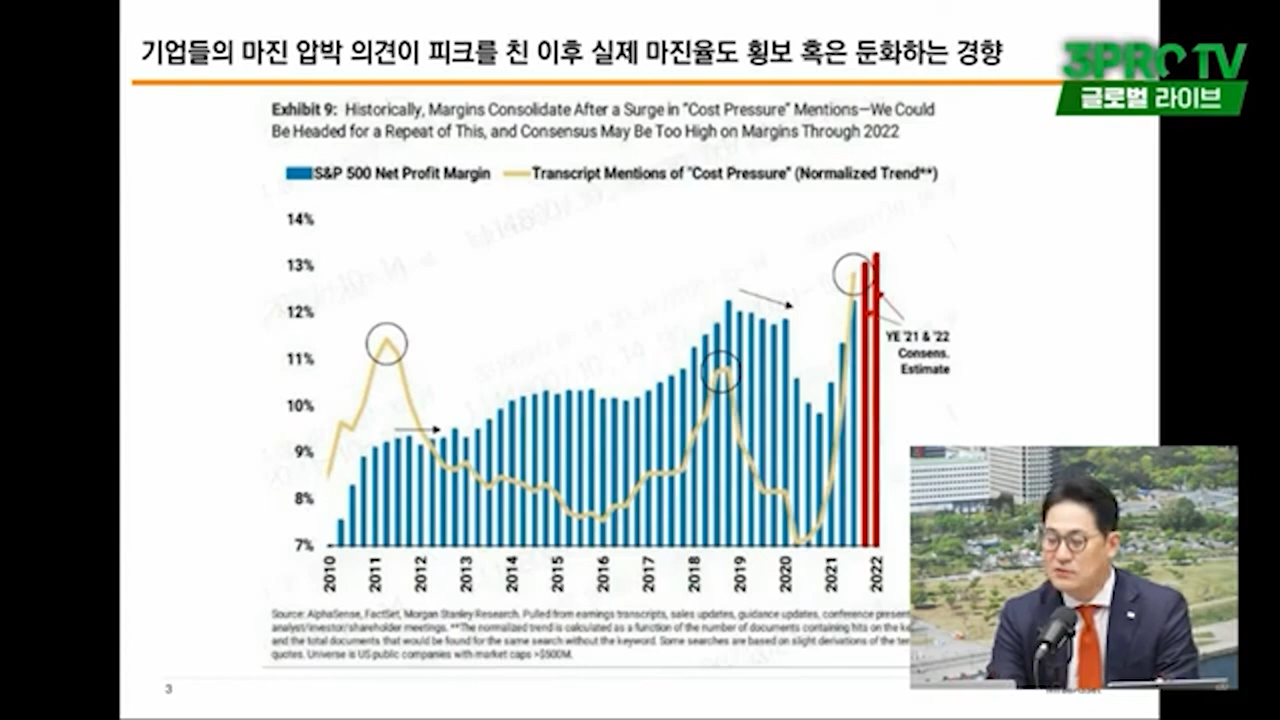 기업들의 마진 압박 의견이 피크를 친 이후 실제 마진율도 횡보 혹은 둔화하는 경향
3PRO TV
글로벌 라이브
Exhibit 9: Historically, Margins Consolidate After a Surge in "Cost Pressure" Mentions—We Could
Be Headed for a Repeat of This, and Consensus May Be Too High on Margins Through 2022
S&P 500 Net Profit Margin
Transcript Mentions of "Cost Pressure" (Normalized Trend**)
14%
13%
12%
11%
10%
9%
8%
7%
YE '21 & '22
Consens.
Estimate
2010 2011 2012 2013 2014 2015 2016 2017 2018 2019 2020 2021 2022
Source: AlphaSense, FactSet, Morgan Stanley Research. Pulled from earnings transcripts, sales updates, guidance updates, conference present
analyst/investor/shareholder meetings. **The normalized trend is calculated as a function of the number of documents containing hits on the ke
and the total documents that would be found for the same search without the keyword. Some searches are based on slight derivations of the ter
quotes. Universe is US public companies with market caps >$500M.
3